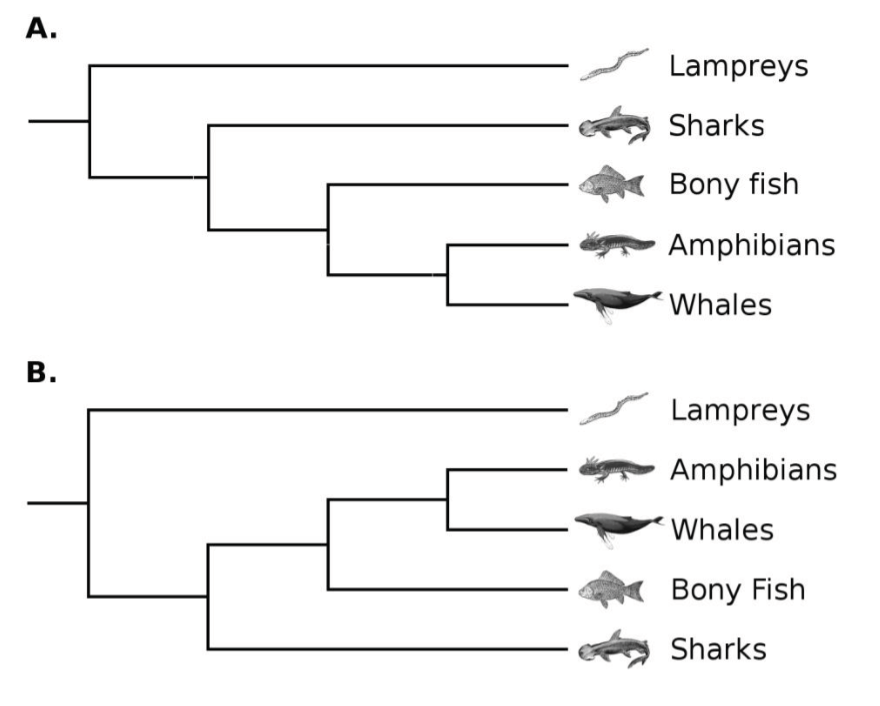 A.
Lampreys
Sharks
Bony fish
Amphibians
Whales
B.
Lampreys
Amphibians
Whales
Bony Fish
Sharks